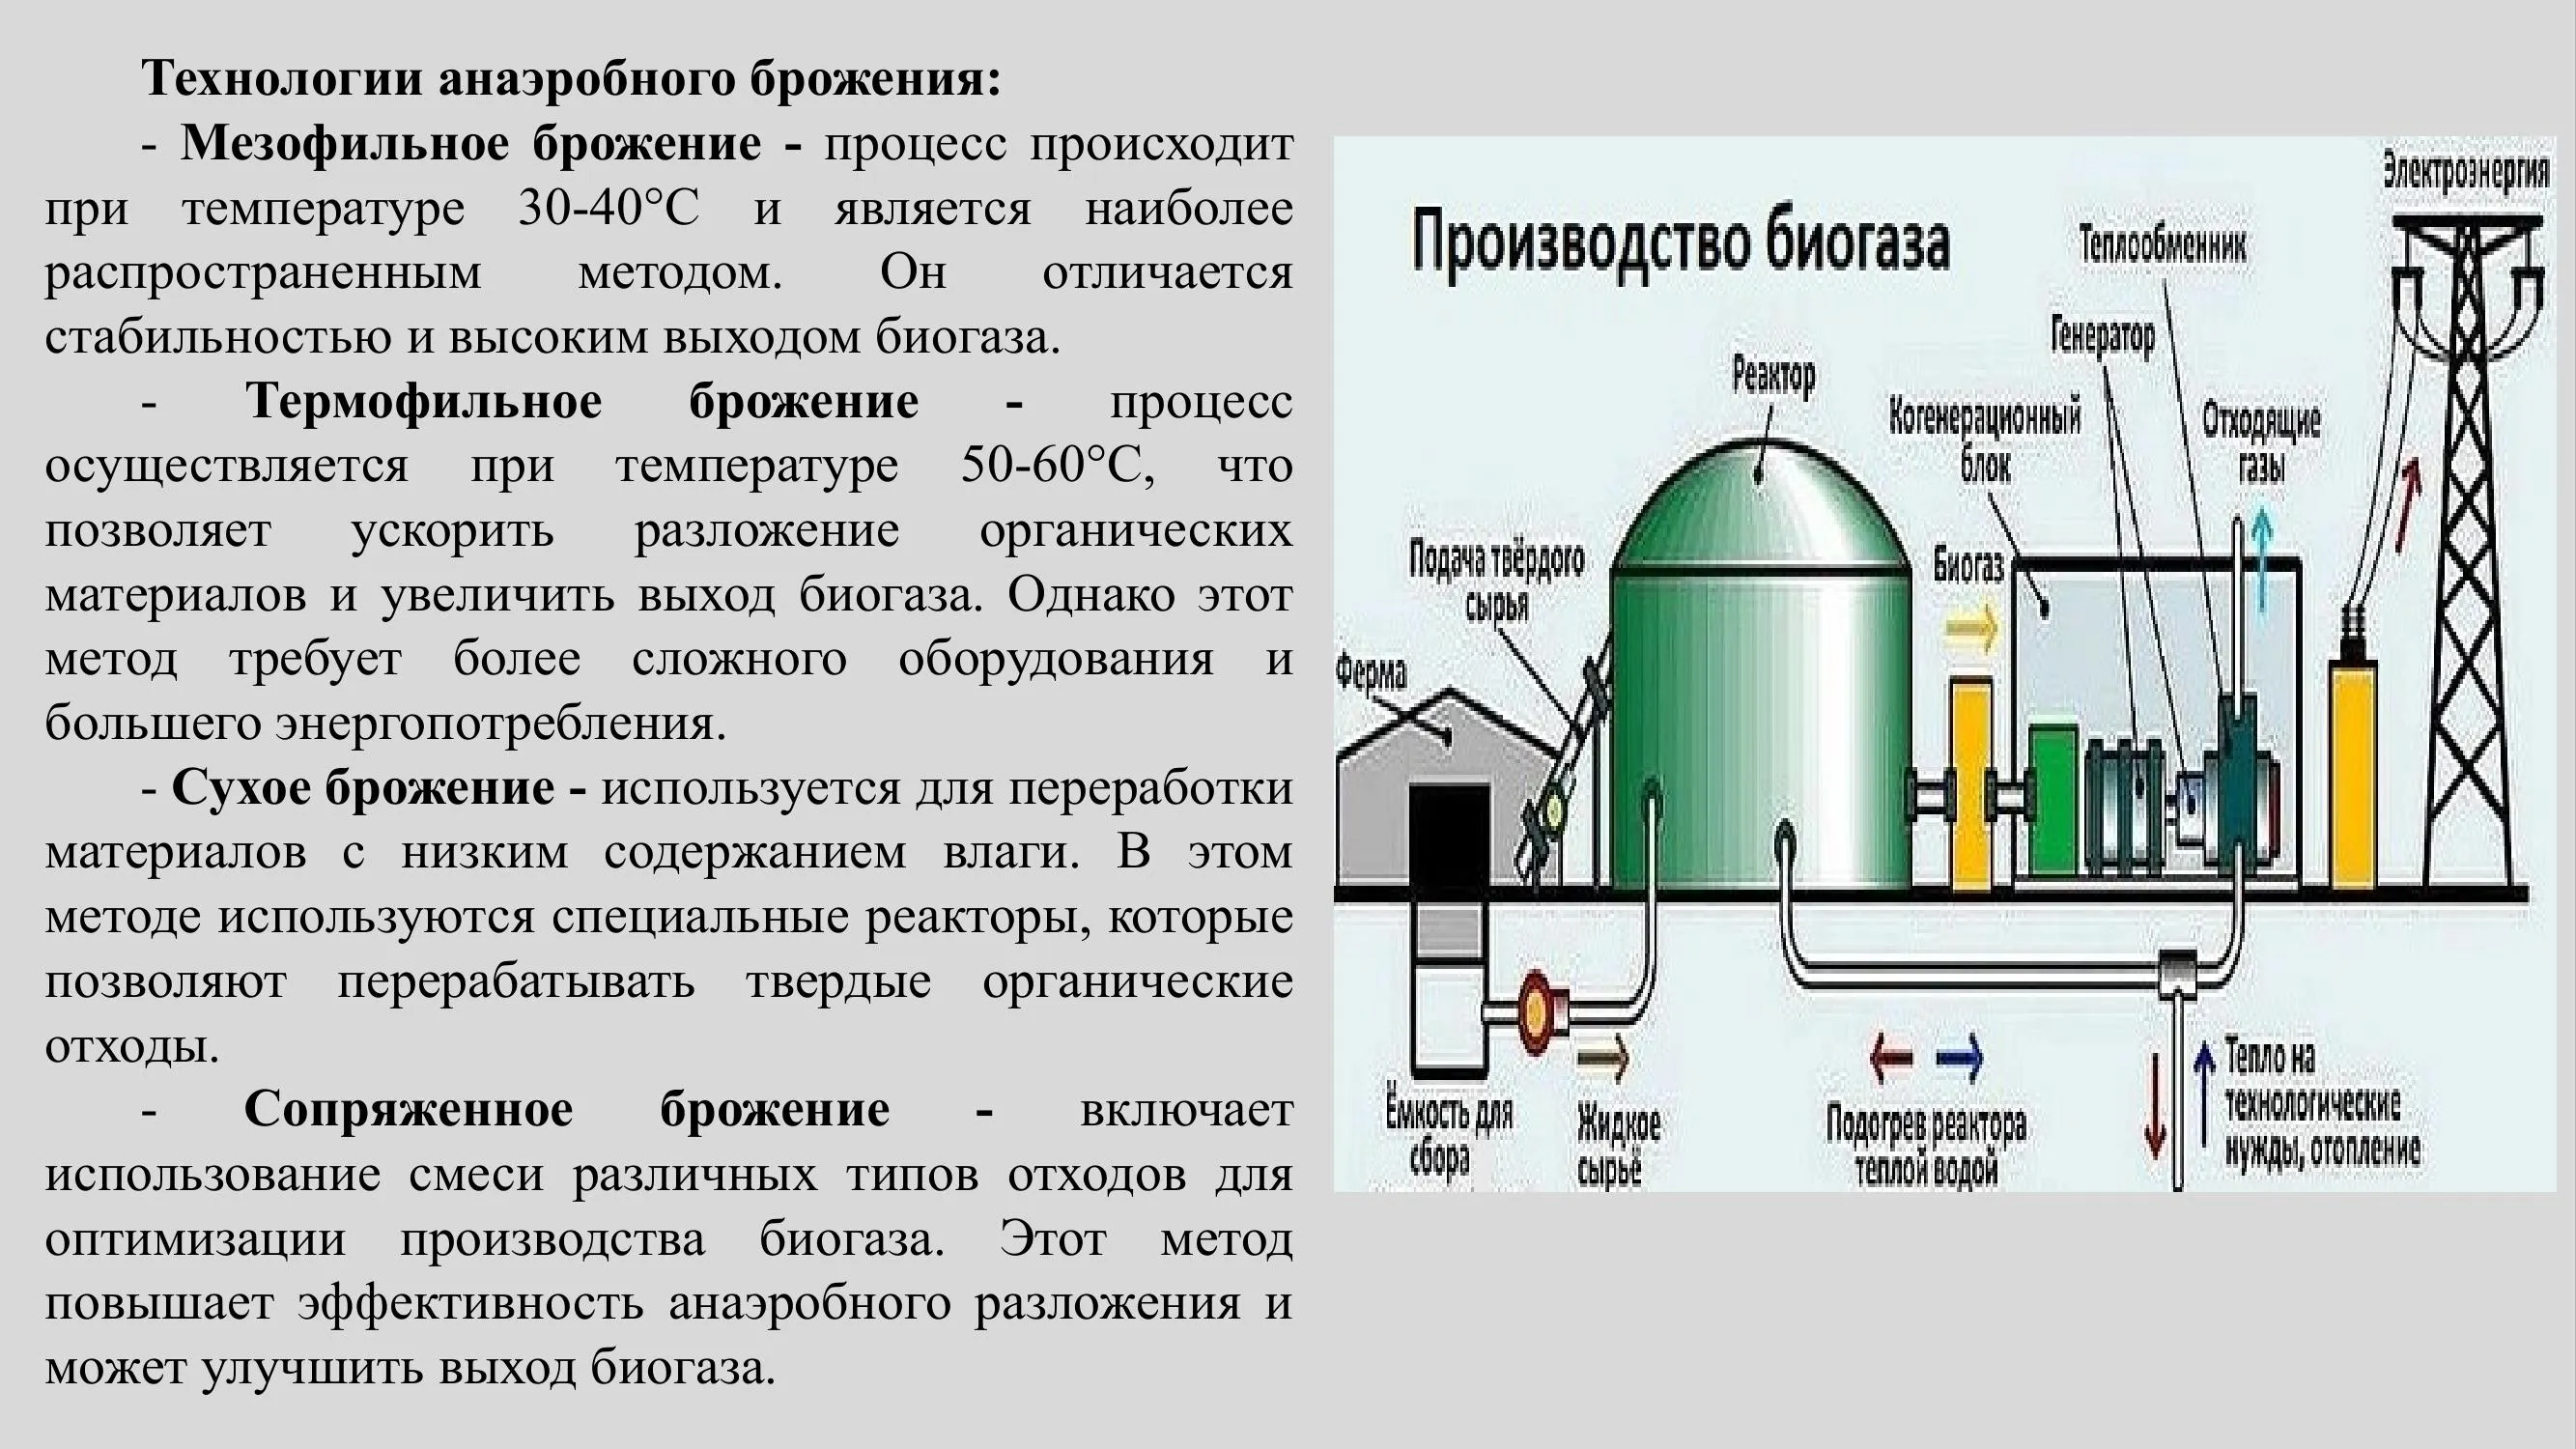 Технологии анаэробного брожения:
- Мезофильное брожение - процесс происходит
при температуре 30-40°C и является наиболее
распространенным методом. Он отличается
стабильностью и высоким выходом биогаза.
- Термофильное брожение - процесс
осуществляется при температуре 50-60°C, что
позволяет ускорить разложение органических
материалов и увеличить выход биогаза. Однако этот
метод требует более сложного оборудования и
большего энергопотребления.
- Сухое брожение - используется для переработки
материалов с низким содержанием влаги. В этом
методе используются специальные реакторы, которые
позволяют перерабатывать твердые органические
отходы.
- Сопряженное брожение - включает
использование смеси различных типов отходов для
оптимизации производства биогаза. Этот метод
повышает эффективность анаэробного разложения и
может улучшить выход биогаза.
Производство биогаза
Электроэнергия
Теплообменник
Генератор
Реактор
Когенерационный
блок
Отходящие
газы
Подача твёрдого
сырья
Биогаз
Ферма
Ёмкость для
сбора
Жидкое
сырьё
Подогрев реактора
теплой водой
Тепло на
технологические
нужды, отопление